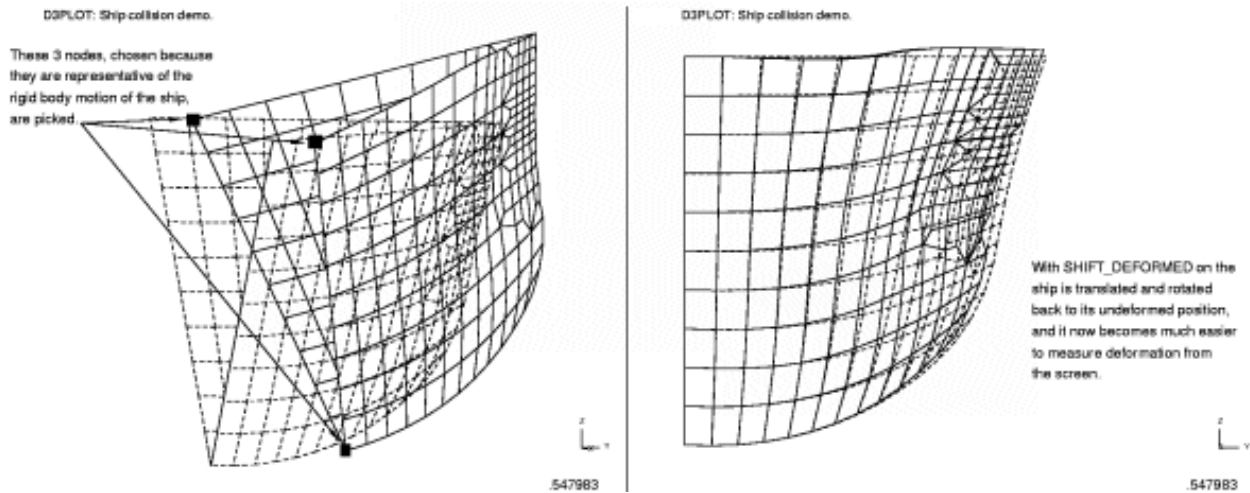 D3PLOT: Ship collision demo.
These 3 nodes, chosen because
they are representative of the
rigid body motion of the ship,
are picked.
Z
Y
.547983
D3PLOT: Ship collision demo.
With SHIFT_DEFORMED on the
ship is translated and rotated
back to its undeformed position,
and it now becomes much easier
to measure deformation from
the screen.
Z
Y
.547983